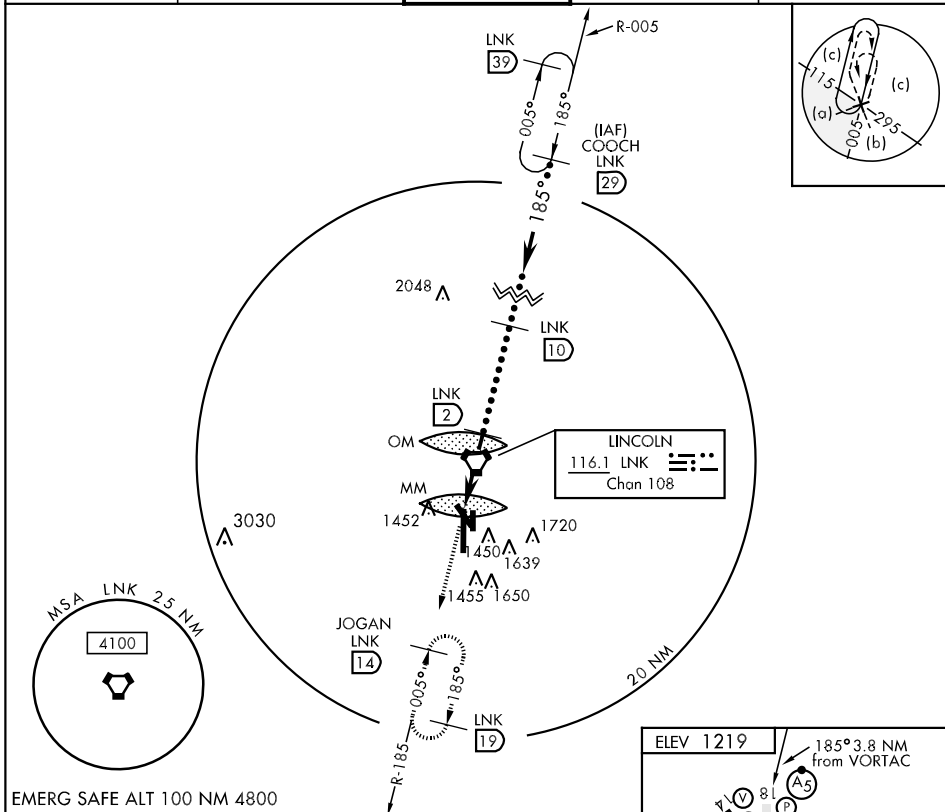 R-005
LNK
39
005°
185°
(IAF)
COOCH
LNK
29
185°
(c)
115
(c)
(a)
295
005
(b)
2048
LNK
10
LNK
2
OM
LINCOLN
116.1 LNK
Chan 108
MM
1452
3030
1720
1450
1639
1455
1650
MSA LNK 25 NM
4100
JOGAN
LNK
14
005°
185°
20 NM
LNK
19
R-185
ELEV 1219
185° 3.8 NM
from VORTAC
A5
18
V
14
P
EMERG SAFE ALT 100 NM 4800